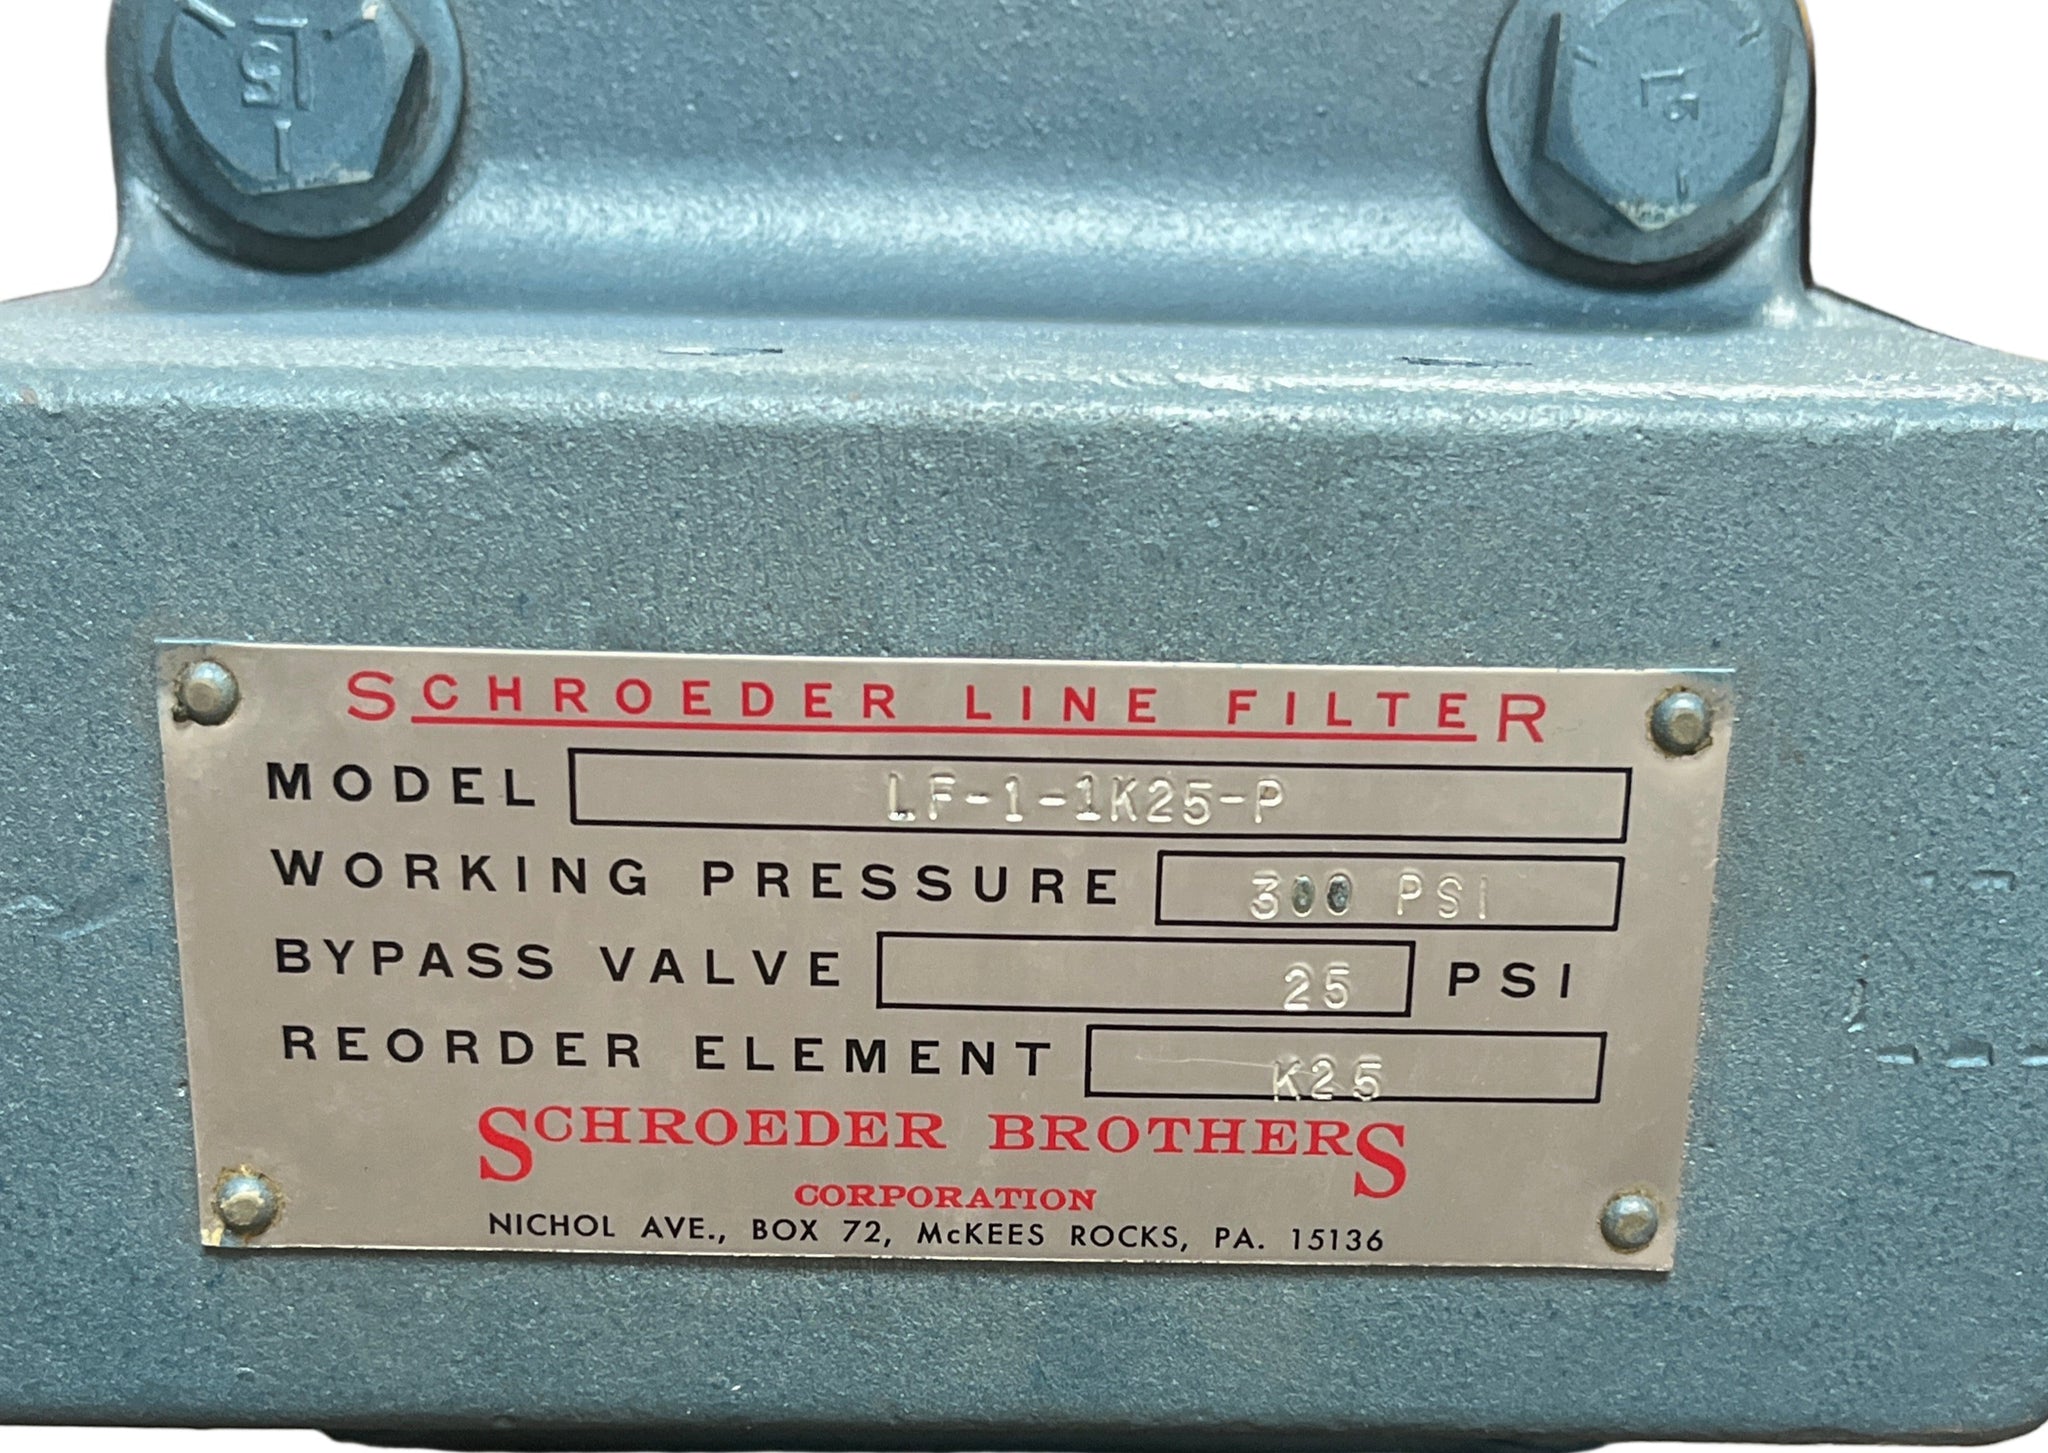 SCHROEDER LINE FILTER
MODEL LF-1-1K25-P
WORKING PRESSURE 300 PSI
BYPASS VALVE 25 PSI
REORDER ELEMENT K25
SCHROEDER BROTHERS
CORPORATION
NICHOL AVE., BOX 72, McKEES ROCKS, PA. 15136